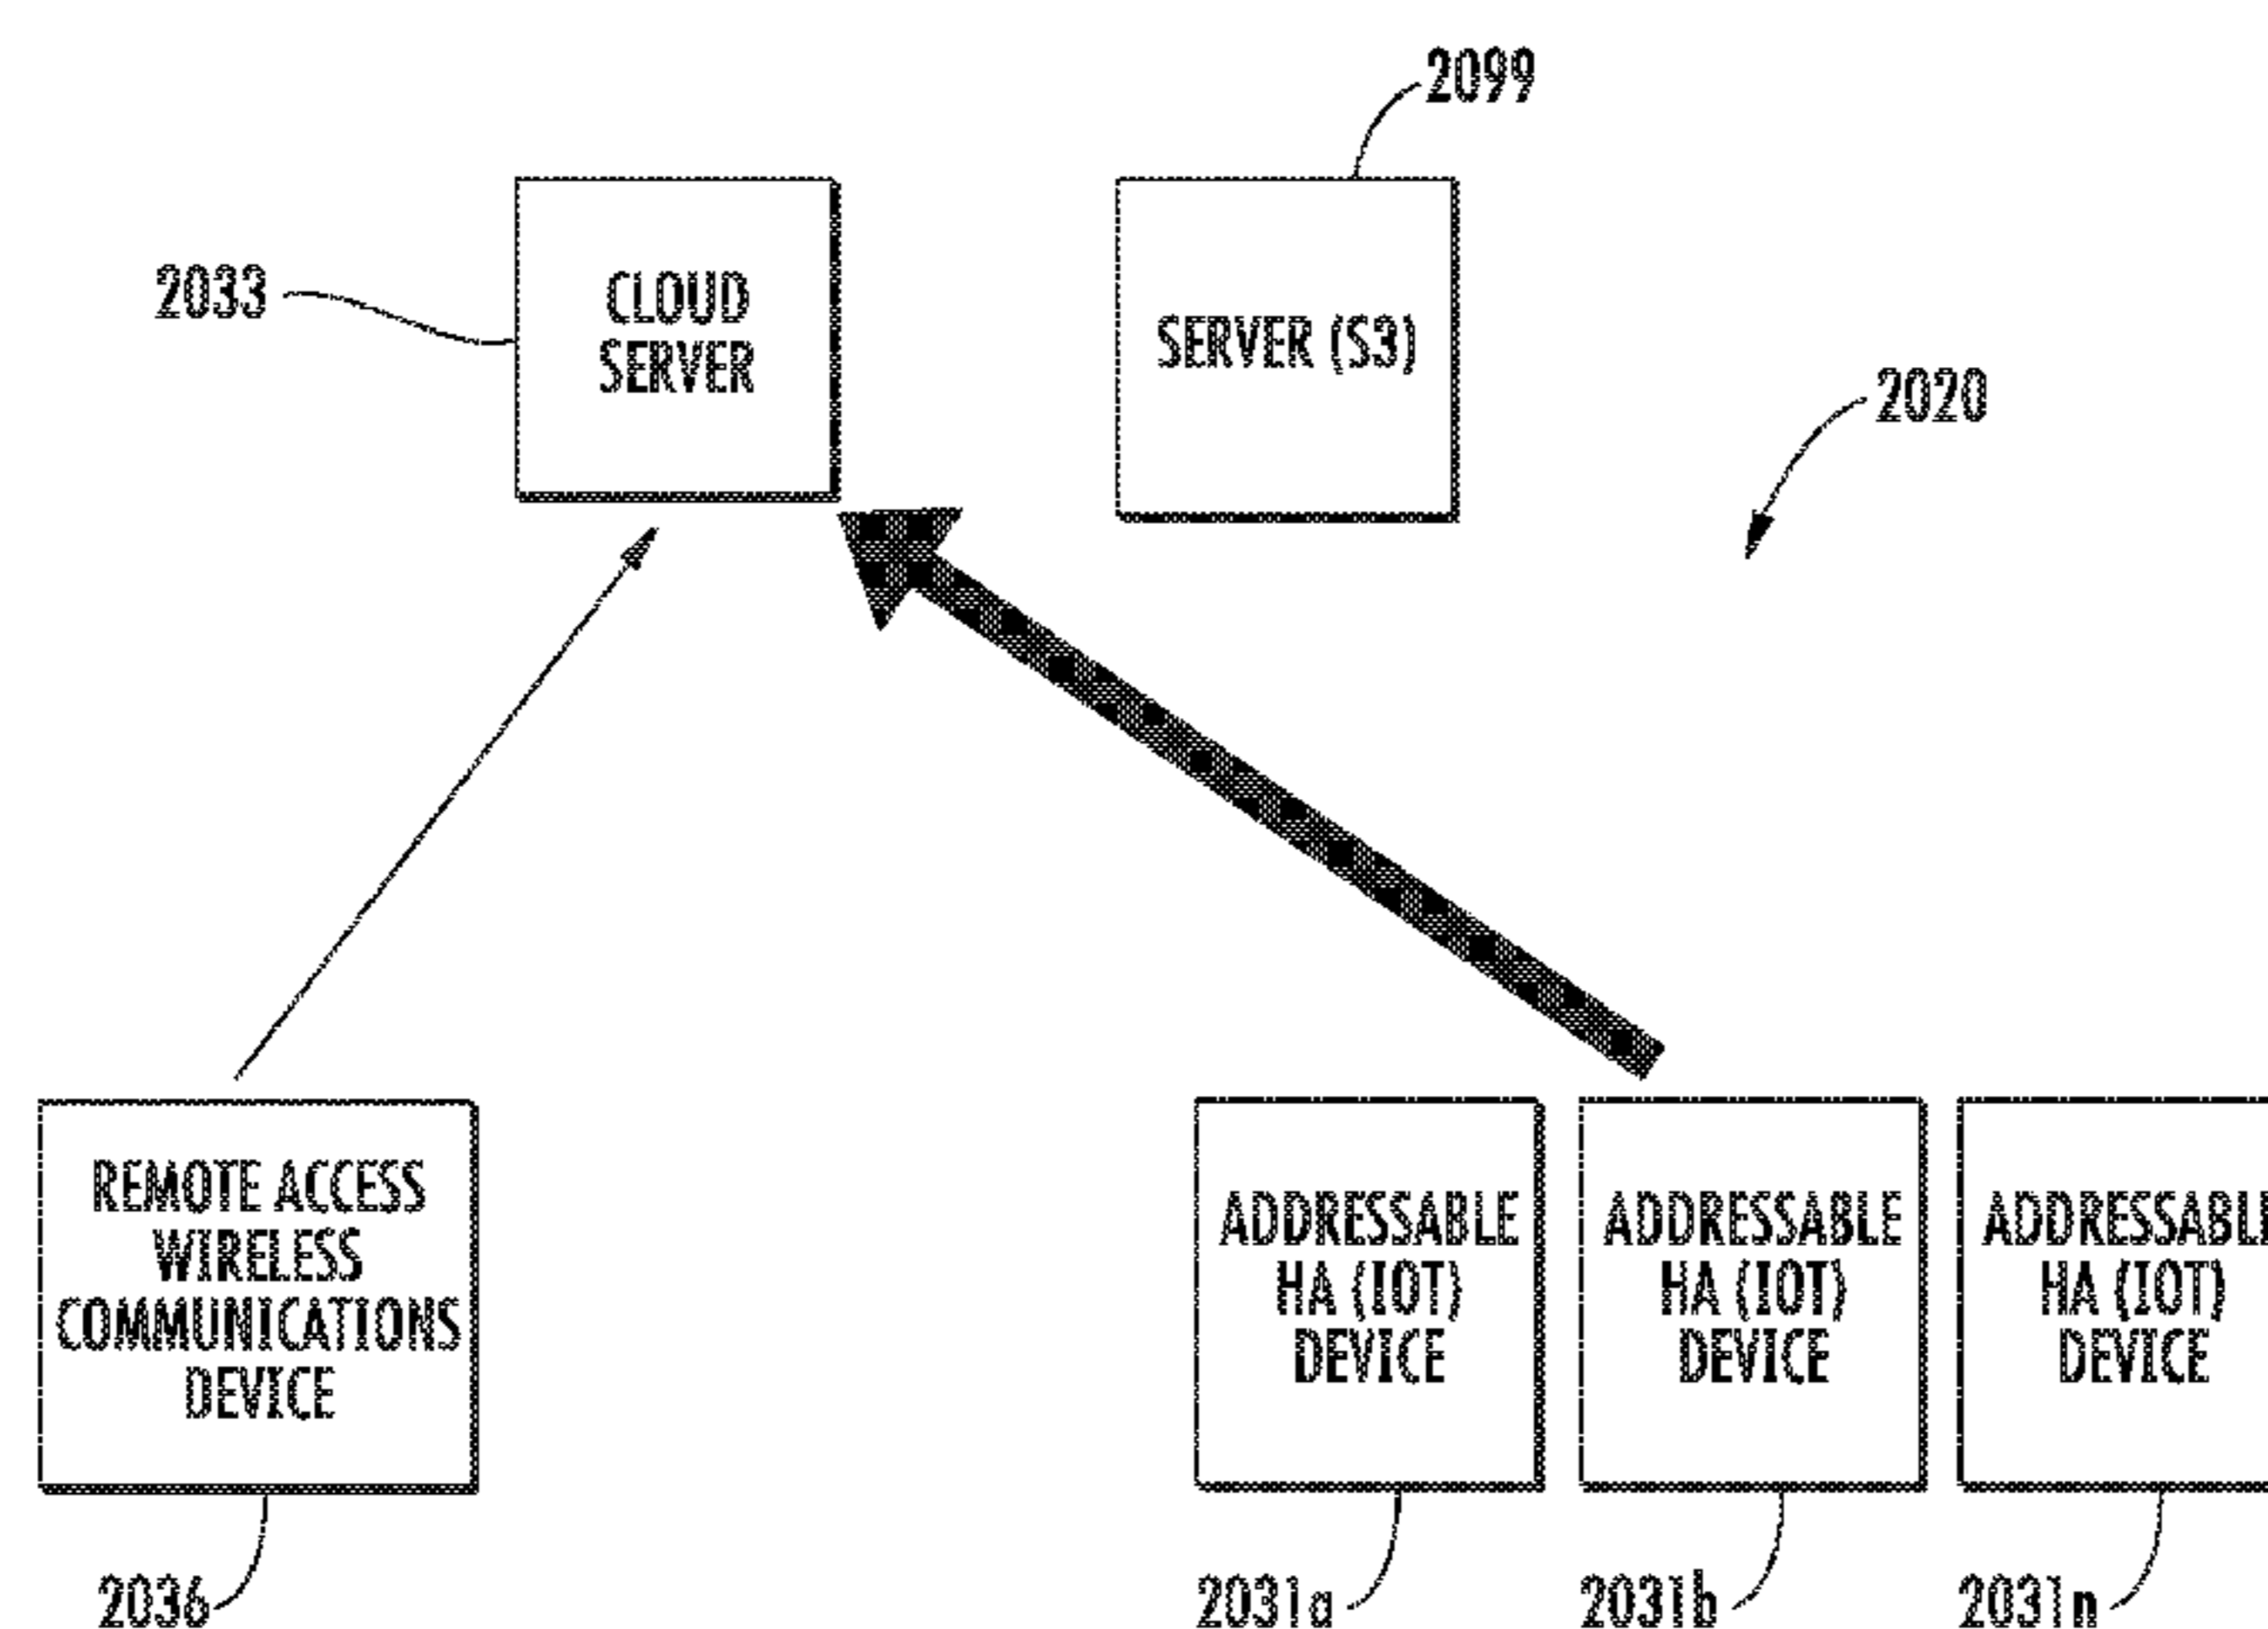 2099
2033
CLOUD
SERVER
SERVER (S3)
2020
REMOTE ACCESS
WIRELESS
COMMUNICATIONS
DEVICE
ADDRESSABLE
HA (IOT)
DEVICE
ADDRESSABLE
HA (IOT)
DEVICE
ADDRESSABL
HA (IOT)
DEVICE
2036
2031a
2031b
2031n